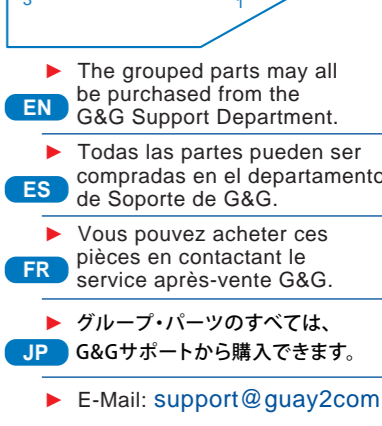 3
1
▶ The grouped parts may all
EN be purchased from the
G&G Support Department.
▶ Todas las partes pueden ser
ES compradas en el departamento
de Soporte de G&G.
▶ Vous pouvez acheter ces
FR pièces en contactant le
service après-vente G&G.
▶ グループ・パーツのすべては、
JP G&Gサポートから購入できます。
▶ E-Mail: support@guay2com